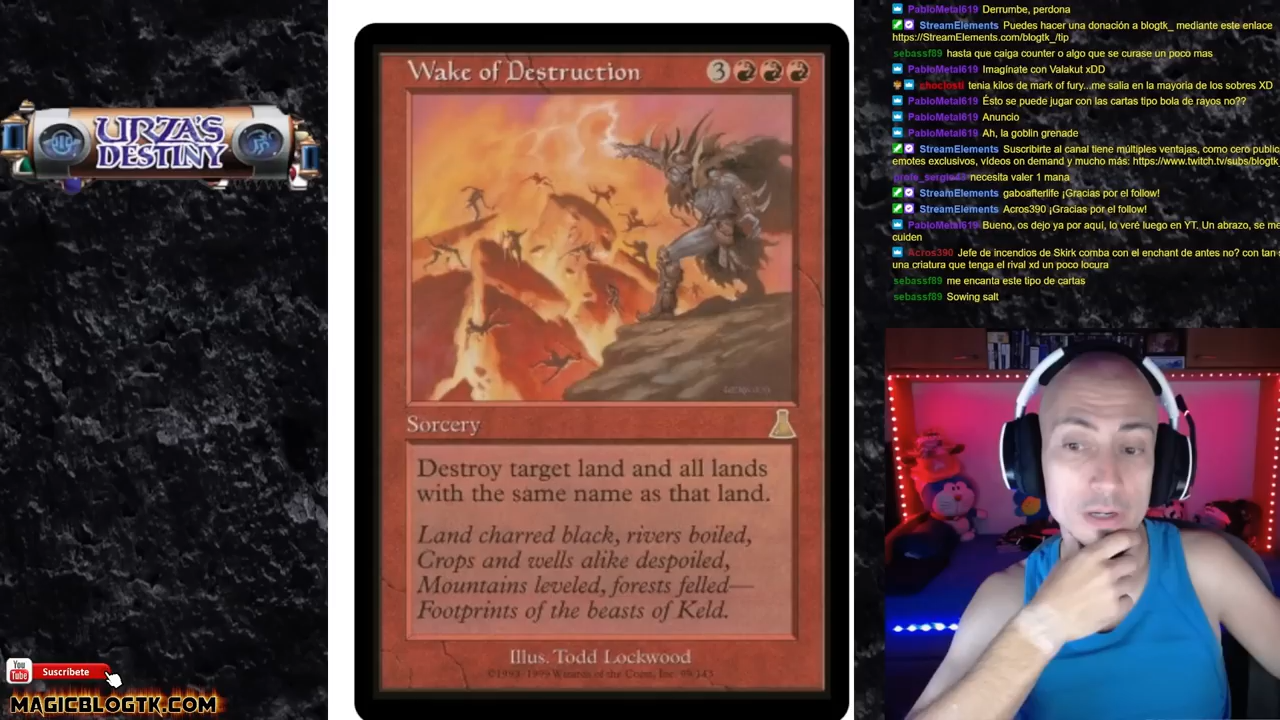 URZA'S
DESTINY
You
Tube
Suscríbete
MAGICBLOGTK.COM
Wake of Destruction
3
Sorcery
Destroy target land and all lands
with the same name as that land.
Land charred black, rivers boiled,
Crops and wells alike despoiled,
Mountains leveled, forests felled—
Footprints of the beasts of Keld.
Illus. Todd Lockwood
PabloMetal619 Derrumbe, perdona
StreamElements Puedes hacer una donación a blogtk_ mediante este enlace
https://StreamElements.com/blogtk_/tip
sebassf89 hasta que caiga counter o algo que se curase un poco mas
PabloMetal619 Imagínate con Valakut xDD
choclosti tenia kilos de mark of fury...me salia en la mayoría de los sobres XD
PabloMetal619 Ésto se puede jugar con las cartas tipo bola de rayos no??
PabloMetal619 Anuncio
PabloMetal619 Ah, la goblin grenade
StreamElements Suscribirte al canal tiene múltiples ventajas, como cero public
emotes exclusivos, vídeos on demand y mucho más: https://www.twitch.tv/subs/blogtk_
necesita valer 1 mana
StreamElements gaboafterlife ¡Gracias por el follow!
StreamElements Acros390 ¡Gracias por el follow!
PabloMetal619 Bueno, os dejo ya por aquí, lo veré luego en YT. Un abrazo, se me
cuiden
Acros390 Jefe de incendios de Skirk comba con el enchant de antes no? con tan
una criatura que tenga el rival xd un poco locura
sebassf89 me encanta este tipo de cartas
sebassf89 Sowing salt